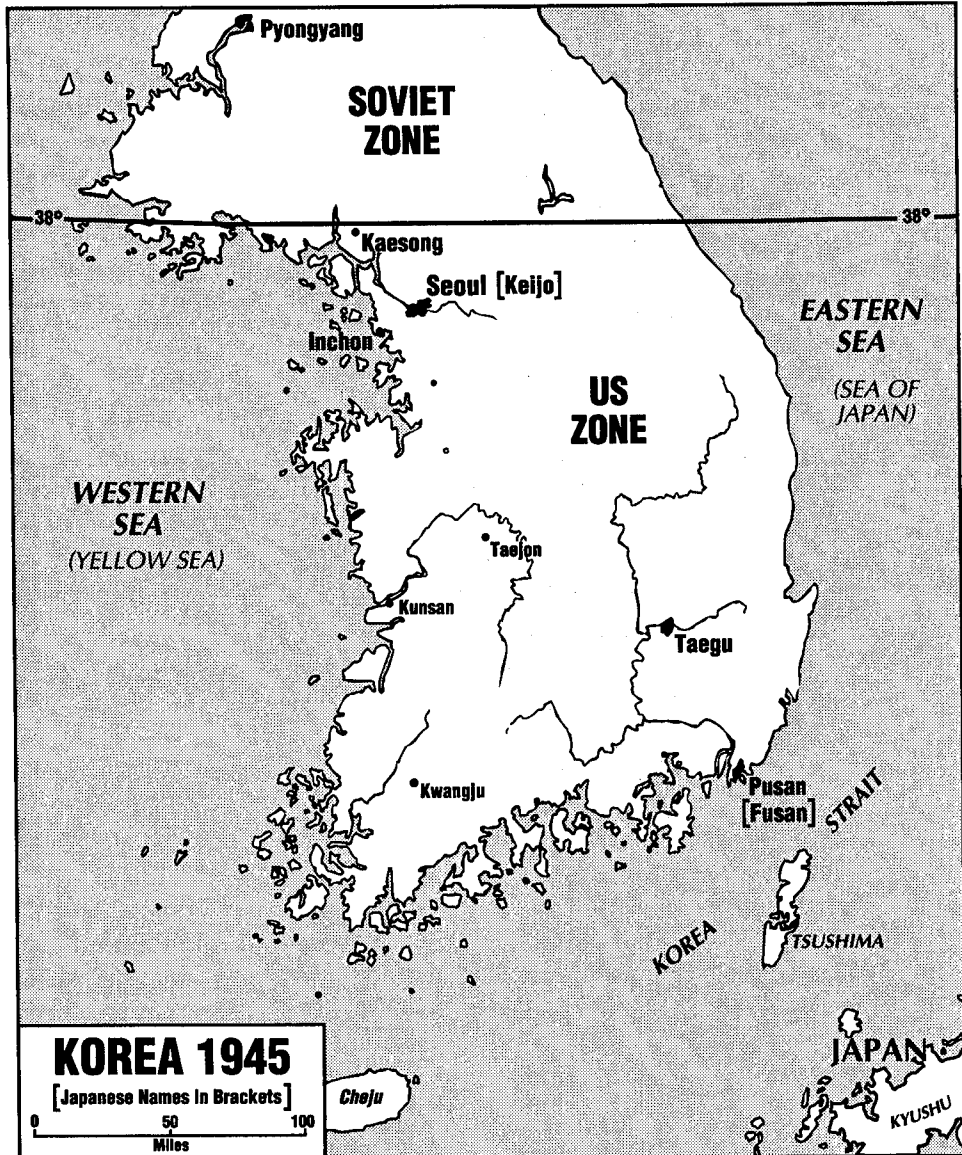 Pyongyang
SOVIET
ZONE
38°
38°
Kaesong
Seoul [Keijo]
EASTERN
SEA
(SEA OF
JAPAN)
Inchon
US
ZONE
WESTERN
SEA
(YELLOW SEA)
Taejon
Kunsan
Taegu
Kwangju
Pusan
[Fusan]
KOREA STRAIT
TSUSHIMA
JAPAN
KYUSHU
KOREA 1945
[Japanese Names In Brackets]
0 50 100
Miles
Cheju